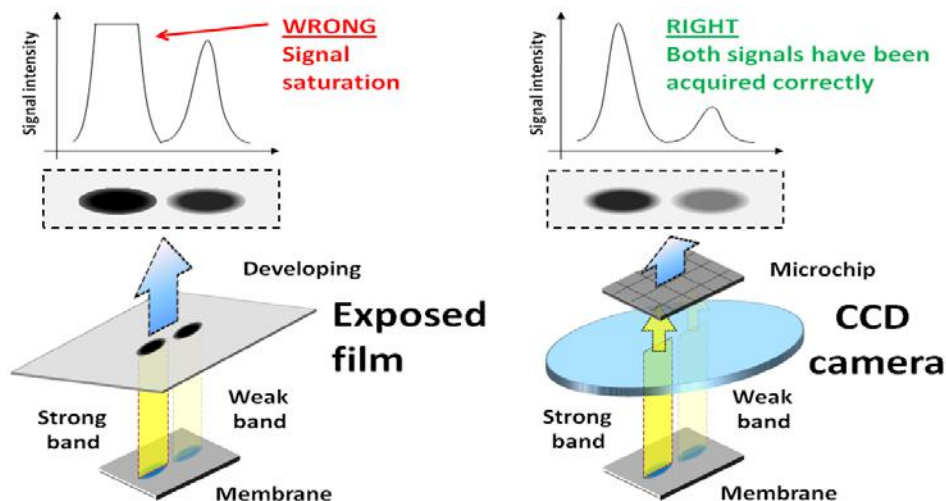 Signal intensity
WRONG
Signal
saturation
Developing
Exposed
film
Strong
band
Weak
band
Membrane
Signal intensity
RIGHT
Both signals have been
acquired correctly
Microchip
CCD
camera
Strong
band
Weak
band
Membrane